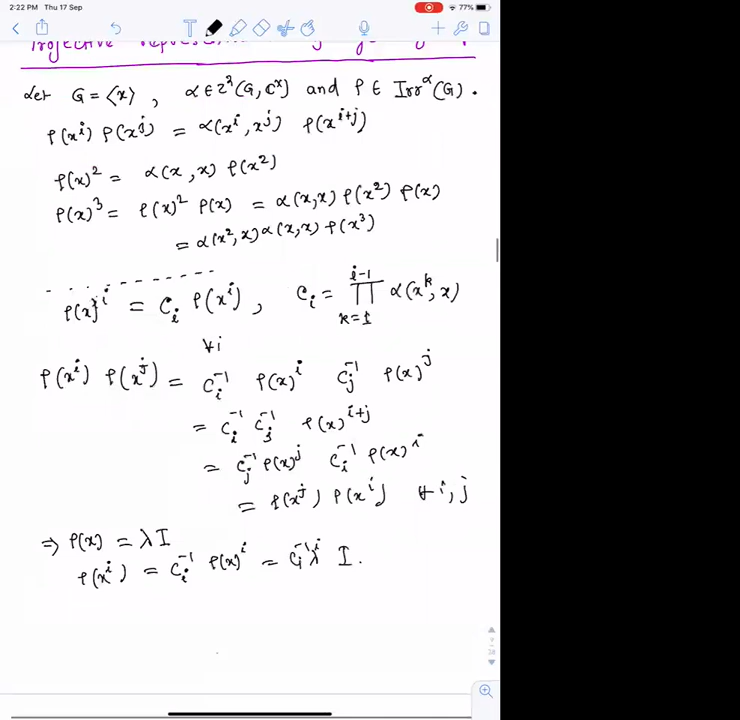 2:22 PM Thu 17 Sep
77%
Projective
Let G = ⟨x⟩ , α ∈ Z²(G, ℂˣ) and ρ ∈ Irr^α(G).
ρ(x^i) ρ(x^j) = α(x^i, x^j) ρ(x^{i+j})
ρ(x)² = α(x, x) ρ(x²)
ρ(x)³ = ρ(x)² ρ(x) = α(x,x) ρ(x²) ρ(x)
= α(x², x) α(x,x) ρ(x³)
- - - - - - - - - - - -
ρ(x)^i = C_i ρ(x^i) , C_i = ∏_{k=1}^{i-1} α(x^k, x)
∀ i
ρ(x^i) ρ(x^j) = C_i^{-1} ρ(x)^i C_j^{-1} ρ(x)^j
= C_i^{-1} C_j^{-1} ρ(x)^{i+j}
= C_j^{-1} ρ(x)^j C_i^{-1} ρ(x)^i
= ρ(x^j) ρ(x^i) ∀ i, j
⇒ ρ(x) = λ I
ρ(x^i) = C_i^{-1} ρ(x)^i = C_i^{-1} λ^i I.